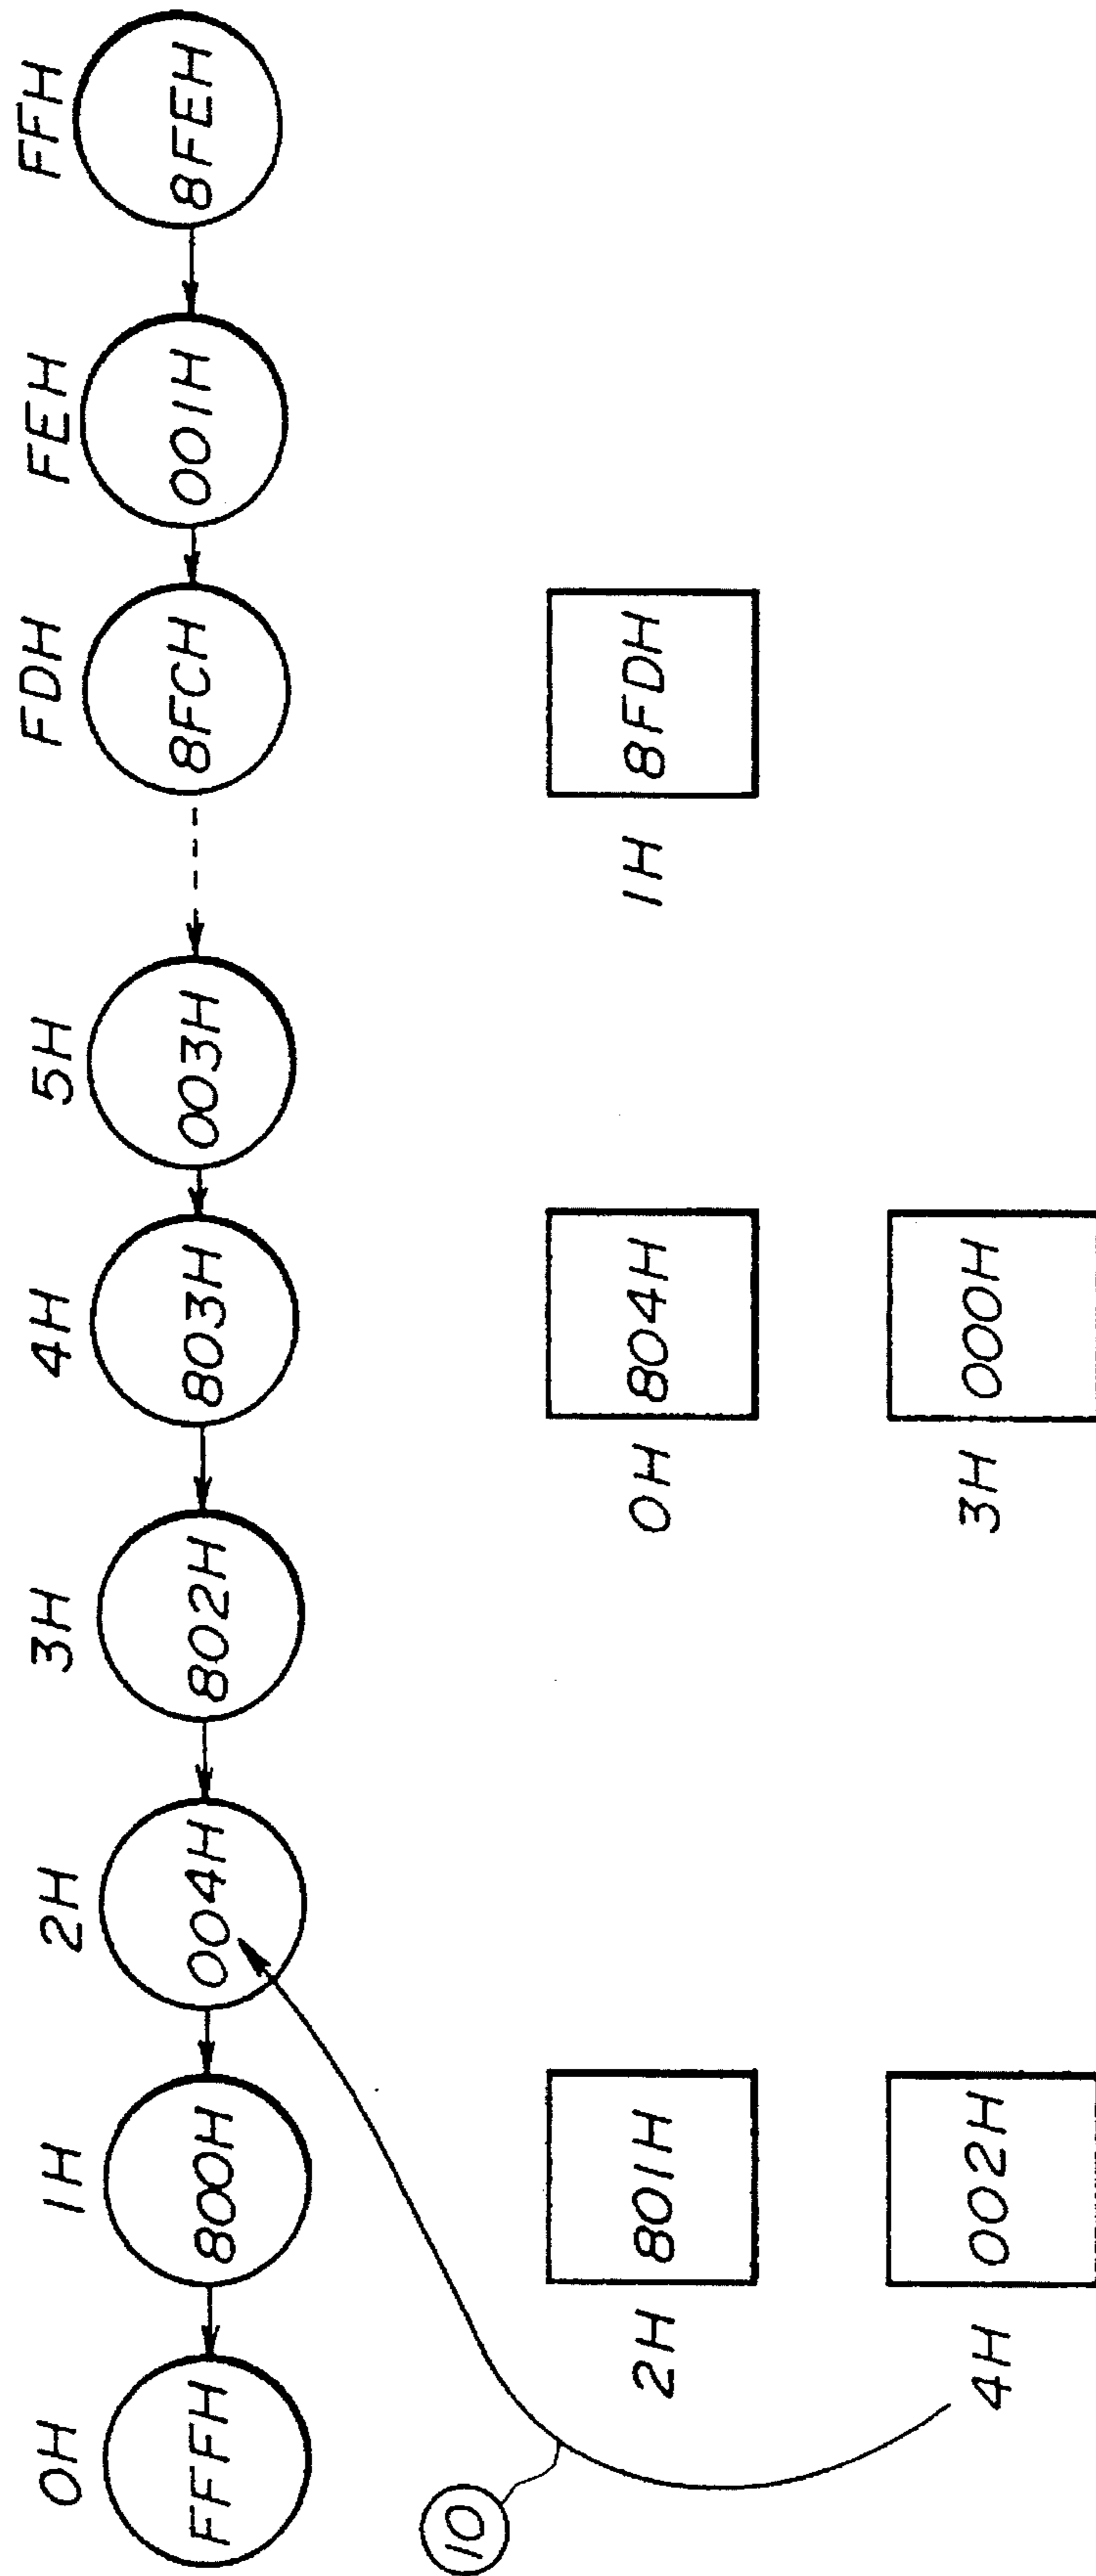 0H 1H 2H 3H 4H 5H FDH FEH FFH
FFFH 800H 004H 802H 803H 003H 8FCH 001H 8FEH
10
2H 801H 0H 804H 1H 8FDH
4H 002H 3H 000H